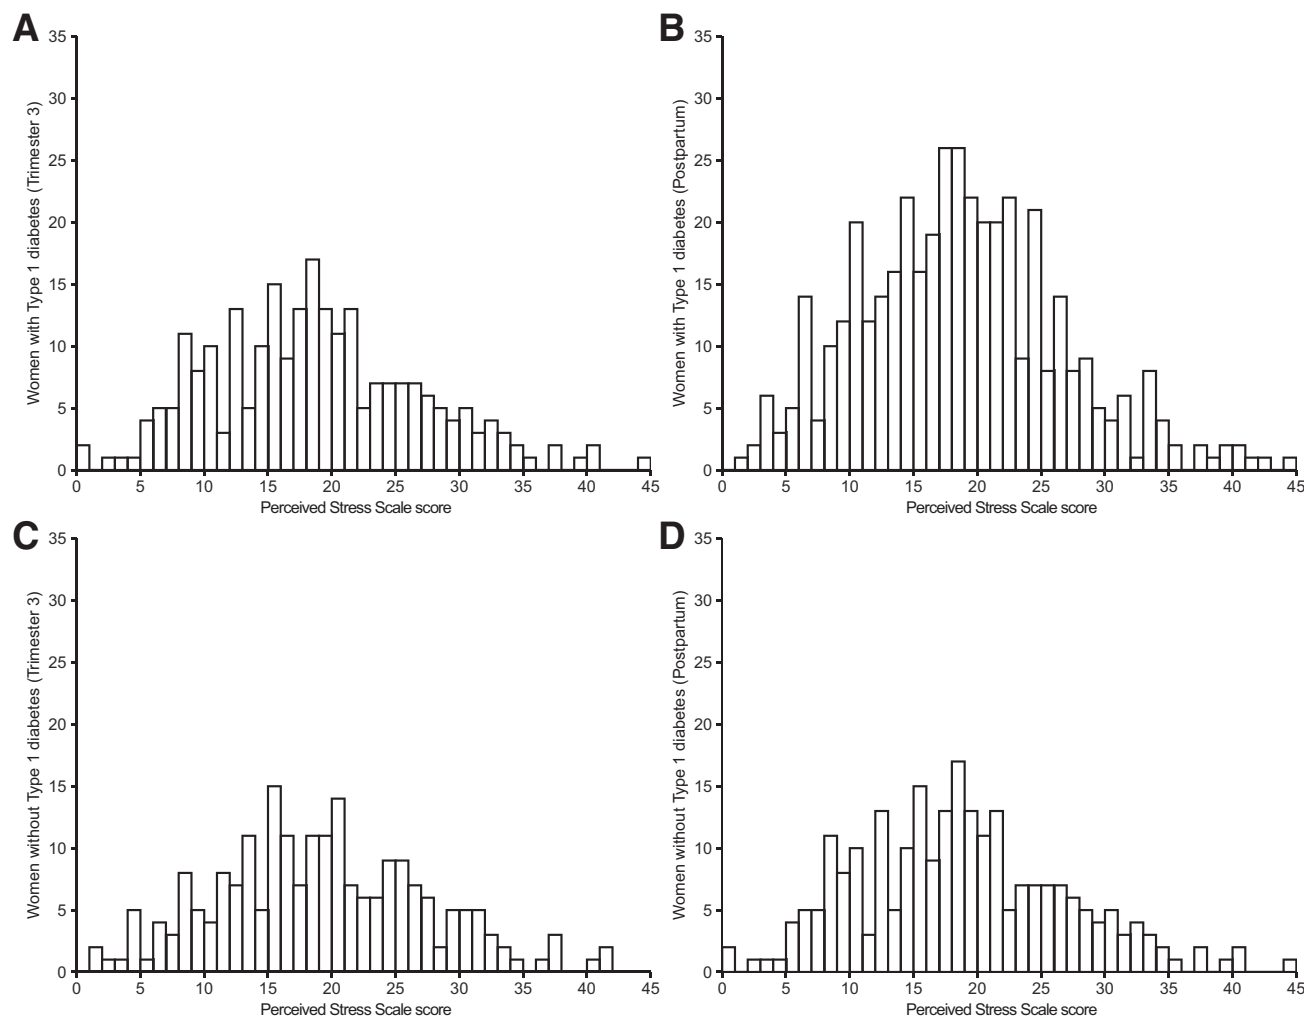 A
35
30
25
20
15
10
5
0
Women with Type 1 diabetes (Trimester 3)
0 5 10 15 20 25 30 35 40 45
Perceived Stress Scale score
B
35
30
25
20
15
10
5
0
Women with Type 1 diabetes (Postpartum)
0 5 10 15 20 25 30 35 40 45
Perceived Stress Scale score
C
35
30
25
20
15
10
5
0
Women without Type 1 diabetes (Trimester 3)
0 5 10 15 20 25 30 35 40 45
Perceived Stress Scale score
D
35
30
25
20
15
10
5
0
Women without Type 1 diabetes (Postpartum)
0 5 10 15 20 25 30 35 40 45
Perceived Stress Scale score